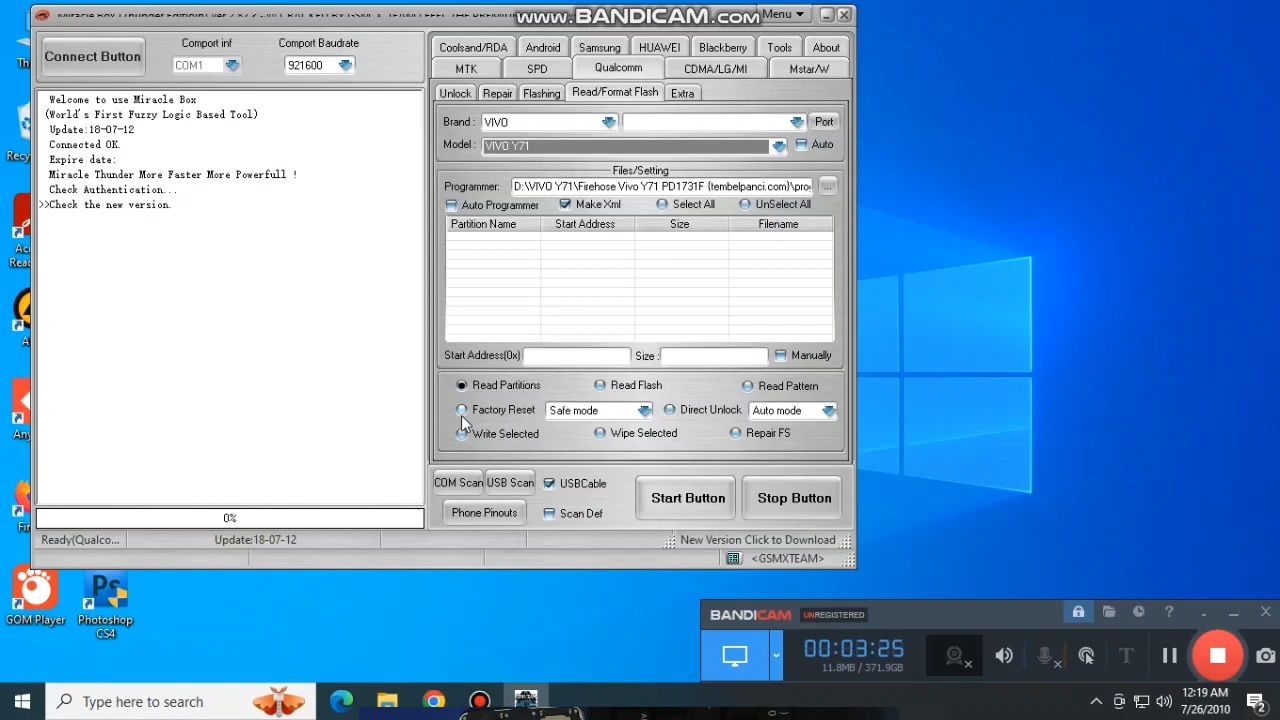 www.BANDICAM.com
Menu
Connect Button
Comport inf
Comport Baudrate
COM1
921600
Welcome to use Miracle Box
(World's First Fuzzy Logic Based Tool)
Update:18-07-12
Connected OK.
Expire date:
Miracle Thunder More Faster More Powerfull !
Check Authentication...
>>Check the new version.
0%
Ready(Qualco...
Update:18-07-12
New Version Click to Download
<GSMXTEAM>
Coolsand/RDA
Android
Samsung
HUAWEI
Blackberry
Tools
About
MTK
SPD
Qualcomm
CDMA/LG/MI
Mstar/W
Unlock
Repair
Flashing
Read/Format Flash
Extra
Brand :
VIVO
Port
Model :
VIVO Y71
Auto
Files/Setting
Programmer:
D:\VIVO Y71\Firehose Vivo Y71 PD1731F (tembelpanci.com)\pro
...
Auto Programmer
Make Xml
Select All
UnSelect All
Partition Name
Start Address
Size
Filename
Start Address(0x)
Size :
Manually
Read Partitions
Read Flash
Read Pattern
Factory Reset
Safe mode
Direct Unlock
Auto mode
Write Selected
Wipe Selected
Repair FS
COM Scan
USB Scan
USBCable
Phone Pinouts
Scan Def
Start Button
Stop Button
GOM Player
Photoshop
CS4
BANDICAM
UNREGISTERED
00:03:25
11.8MB / 371.9GB
Type here to search
12:19 AM
7/26/2010
2